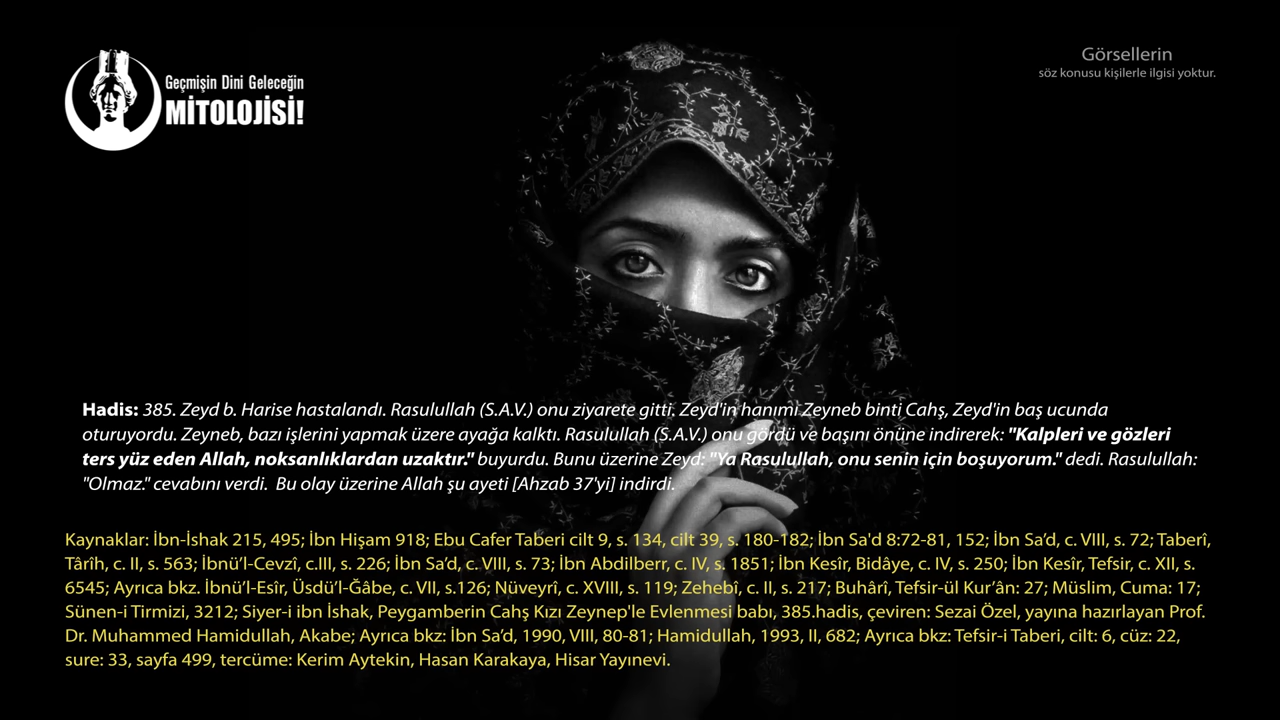 Geçmişin Dini Geleceğin
MİTOLOJİSİ!
Görsellerin
söz konusu kişilerle ilgisi yoktur.
Hadis: 385. Zeyd b. Harise hastalandı. Rasulullah (S.A.V.) onu ziyarete gitti. Zeyd'in hanımı Zeyneb binti Cahş, Zeyd'in baş ucunda
oturuyordu. Zeyneb, bazı işlerini yapmak üzere ayağa kalktı. Rasulullah (S.A.V.) onu gördü ve başını önüne indirerek: "Kalpleri ve gözleri
ters yüz eden Allah, noksanlıklardan uzaktır." buyurdu. Bunu üzerine Zeyd: "Ya Rasulullah, onu senin için boşuyorum." dedi. Rasulullah:
"Olmaz." cevabını verdi. Bu olay üzerine Allah şu ayeti [Ahzab 37'yi] indirdi.
Kaynaklar: İbn-İshak 215, 495; İbn Hişam 918; Ebu Cafer Taberi cilt 9, s. 134, cilt 39, s. 180-182; İbn Sa'd 8:72-81, 152; İbn Sa’d, c. VIII, s. 72; Taberî,
Târîh, c. II, s. 563; İbnü’l-Cevzî, c.III, s. 226; İbn Sa’d, c. VIII, s. 73; İbn Abdilberr, c. IV, s. 1851; İbn Kesîr, Bidâye, c. IV, s. 250; İbn Kesîr, Tefsir, c. XII, s.
6545; Ayrıca bkz. İbnü’l-Esîr, Üsdü’l-Ğâbe, c. VII, s.126; Nüveyrî, c. XVIII, s. 119; Zehebî, c. II, s. 217; Buhârî, Tefsir-ül Kur’ân: 27; Müslim, Cuma: 17;
Sünen-i Tirmizi, 3212; Siyer-i ibn İshak, Peygamberin Cahş Kızı Zeynep'le Evlenmesi babı, 385.hadis, çeviren: Sezai Özel, yayına hazırlayan Prof.
Dr. Muhammed Hamidullah, Akabe; Ayrıca bkz: İbn Sa’d, 1990, VIII, 80-81; Hamidullah, 1993, II, 682; Ayrıca bkz: Tefsir-i Taberi, cilt: 6, cüz: 22,
sure: 33, sayfa 499, tercüme: Kerim Aytekin, Hasan Karakaya, Hisar Yayınevi.